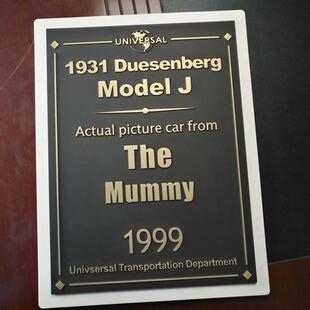 UNIVERSAL
1931 Duesenberg
Model J
Actual picture car from
The
Mummy
1999
Univsersal Transportation Department